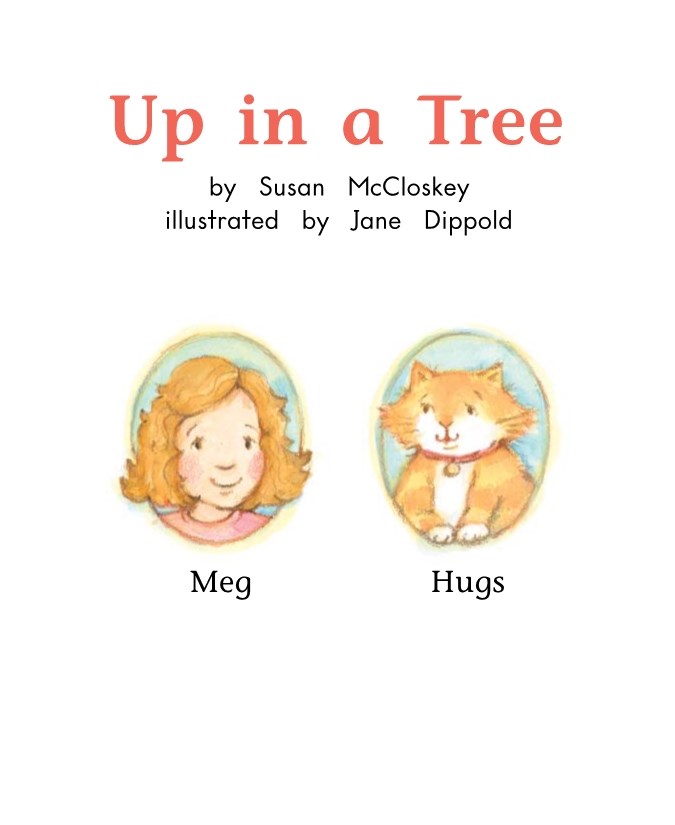 Up in a Tree
by Susan McCloskey
illustrated by Jane Dippold
Meg
Hugs